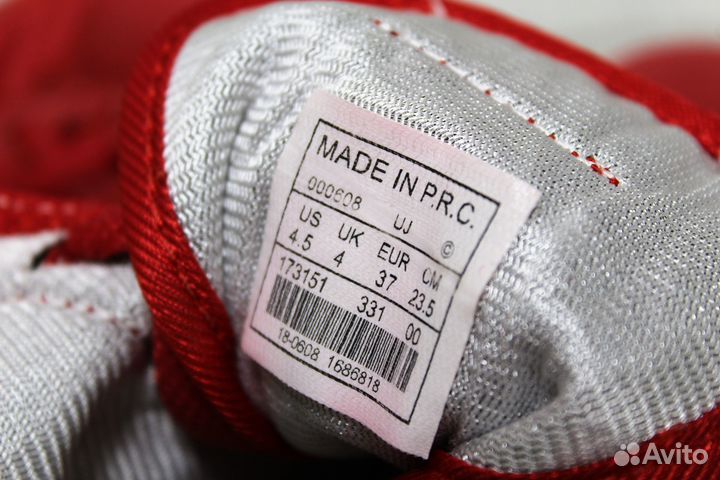 MADE IN P.R.C.
000608 UJ ©
US UK EUR CM
4.5 4 37 23.5
173151 331 00
18-0608 1686818
Avito